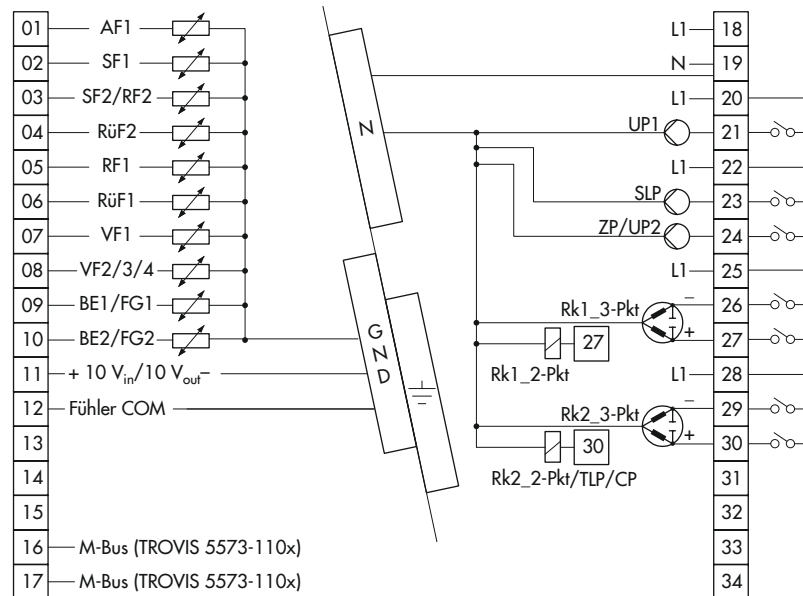 01 AF1
02 SF1
03 SF2/RF2
04 RüF2
05 RF1
06 RüF1
07 VF1
08 VF2/3/4
09 BE1/FG1
10 BE2/FG2
11 + 10 Vin/10 Vout–
12 Fühler COM
13
14
15
16 M-Bus (TROVIS 5573-110x)
17 M-Bus (TROVIS 5573-110x)
N
GND
L1 18
N 19
L1 20
UP1 21
L1 22
SLP 23
ZP/UP2 24
L1 25
Rk1_3-Pkt – 26
+ 27
27
Rk1_2-Pkt
L1 28
Rk2_3-Pkt – 29
+ 30
30
Rk2_2-Pkt/TLP/CP
31
32
33
34